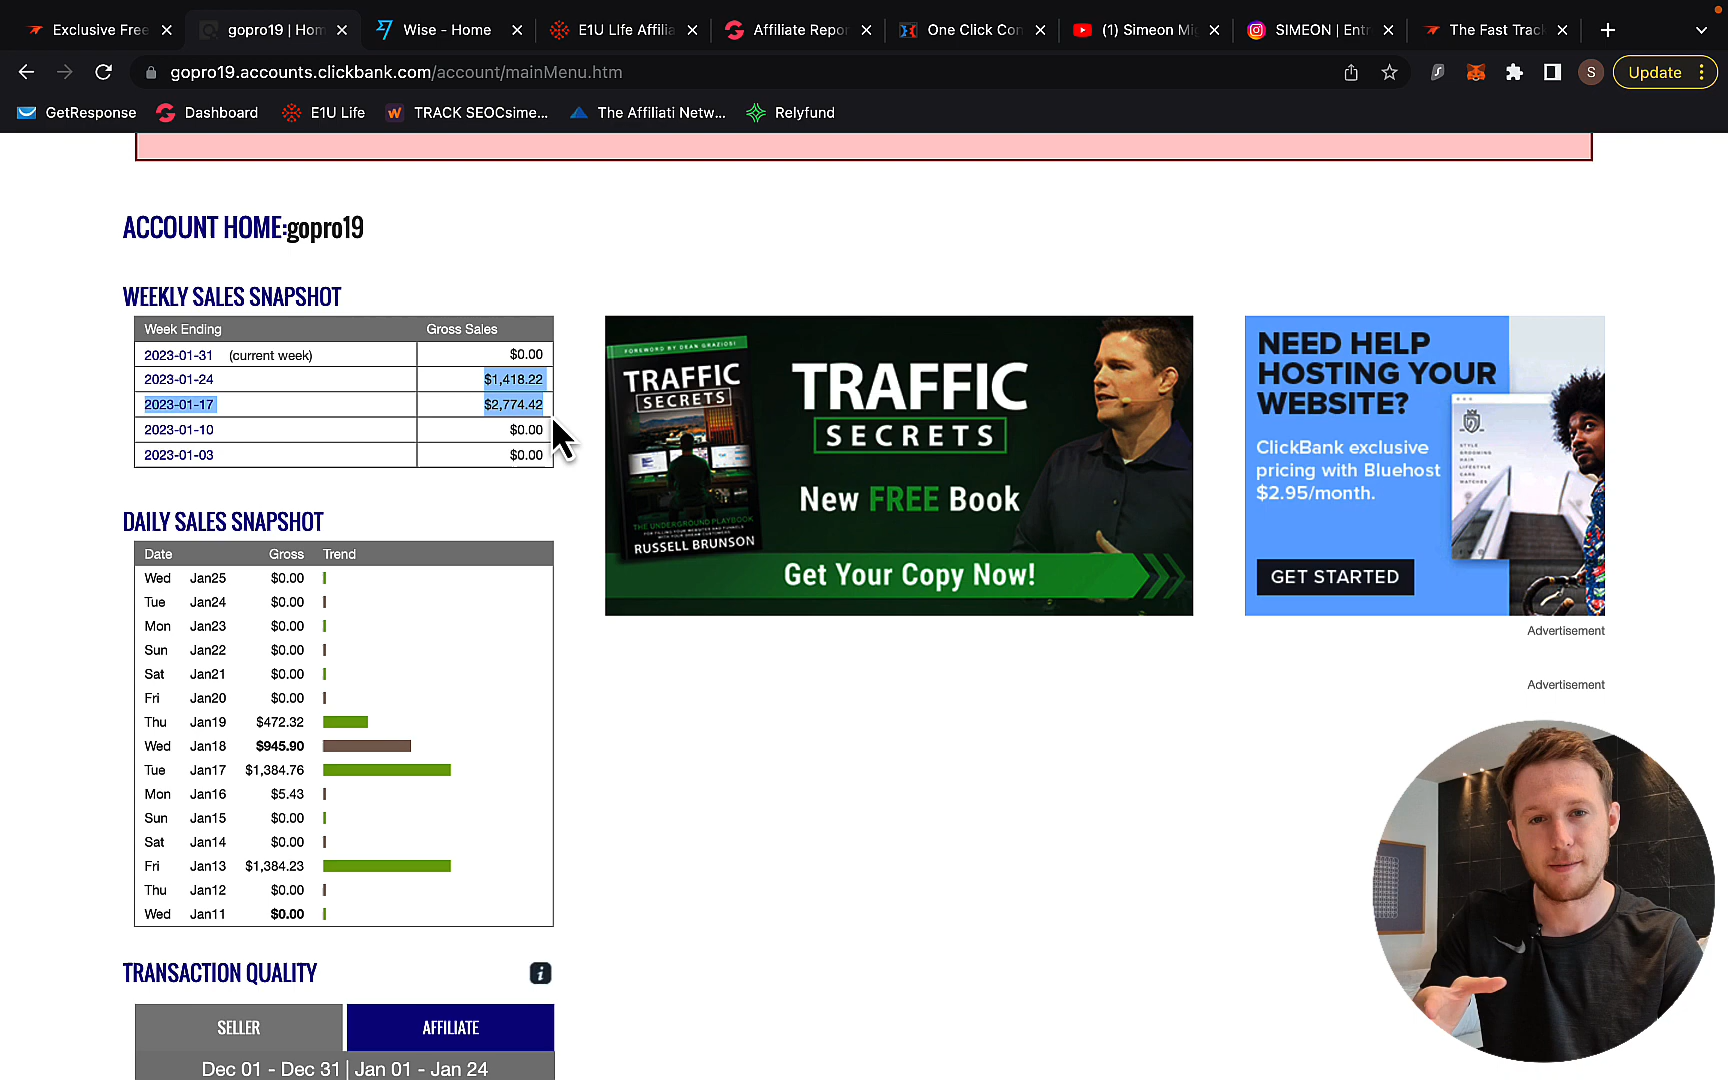 Exclusive Free
gopro19 | Hom
Wise - Home
E1U LIfe Affilia
Affiliate Repor
One Click Con
(1) Simeon Mig
SIMEON | Entr
The Fast Track
gopro19.accounts.clickbank.com/account/mainMenu.htm
S
Update
GetResponse
Dashboard
E1U Life
TRACK SEOCsime...
The Affiliati Netw...
Relyfund
ACCOUNT HOME:gopro19
WEEKLY SALES SNAPSHOT
Week Ending Gross Sales
2023-01-31 (current week) $0.00
2023-01-24 $1,418.22
2023-01-17 $2,774.42
2023-01-10 $0.00
2023-01-03 $0.00
FOREWORD BY DEAN GRAZIOSI
TRAFFIC
SECRETS
THE UNDERGROUND PLAYBOOK
RUSSELL BRUNSON
TRAFFIC
SECRETS
New FREE Book
Get Your Copy Now!
NEED HELP
HOSTING YOUR
WEBSITE?
ClickBank exclusive
pricing with Bluehost
$2.95/month.
GET STARTED
Advertisement
Advertisement
DAILY SALES SNAPSHOT
Date Gross Trend
Wed Jan25 $0.00
Tue Jan24 $0.00
Mon Jan23 $0.00
Sun Jan22 $0.00
Sat Jan21 $0.00
Fri Jan20 $0.00
Thu Jan19 $472.32
Wed Jan18 $945.90
Tue Jan17 $1,384.76
Mon Jan16 $5.43
Sun Jan15 $0.00
Sat Jan14 $0.00
Fri Jan13 $1,384.23
Thu Jan12 $0.00
Wed Jan11 $0.00
TRANSACTION QUALITY
i
SELLER
AFFILIATE
Dec 01 - Dec 31 | Jan 01 - Jan 24